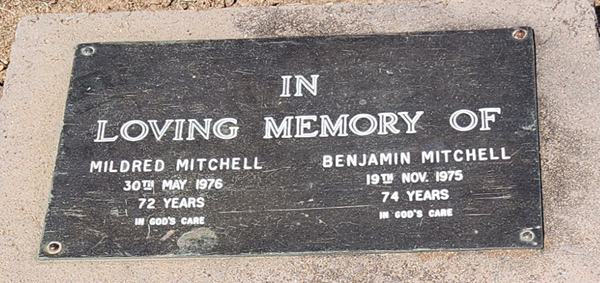 IN
LOVING MEMORY OF
MILDRED MITCHELL
30TH MAY 1976
72 YEARS
IN GOD'S CARE
BENJAMIN MITCHELL
19TH NOV. 1975
74 YEARS
IN GOD'S CARE